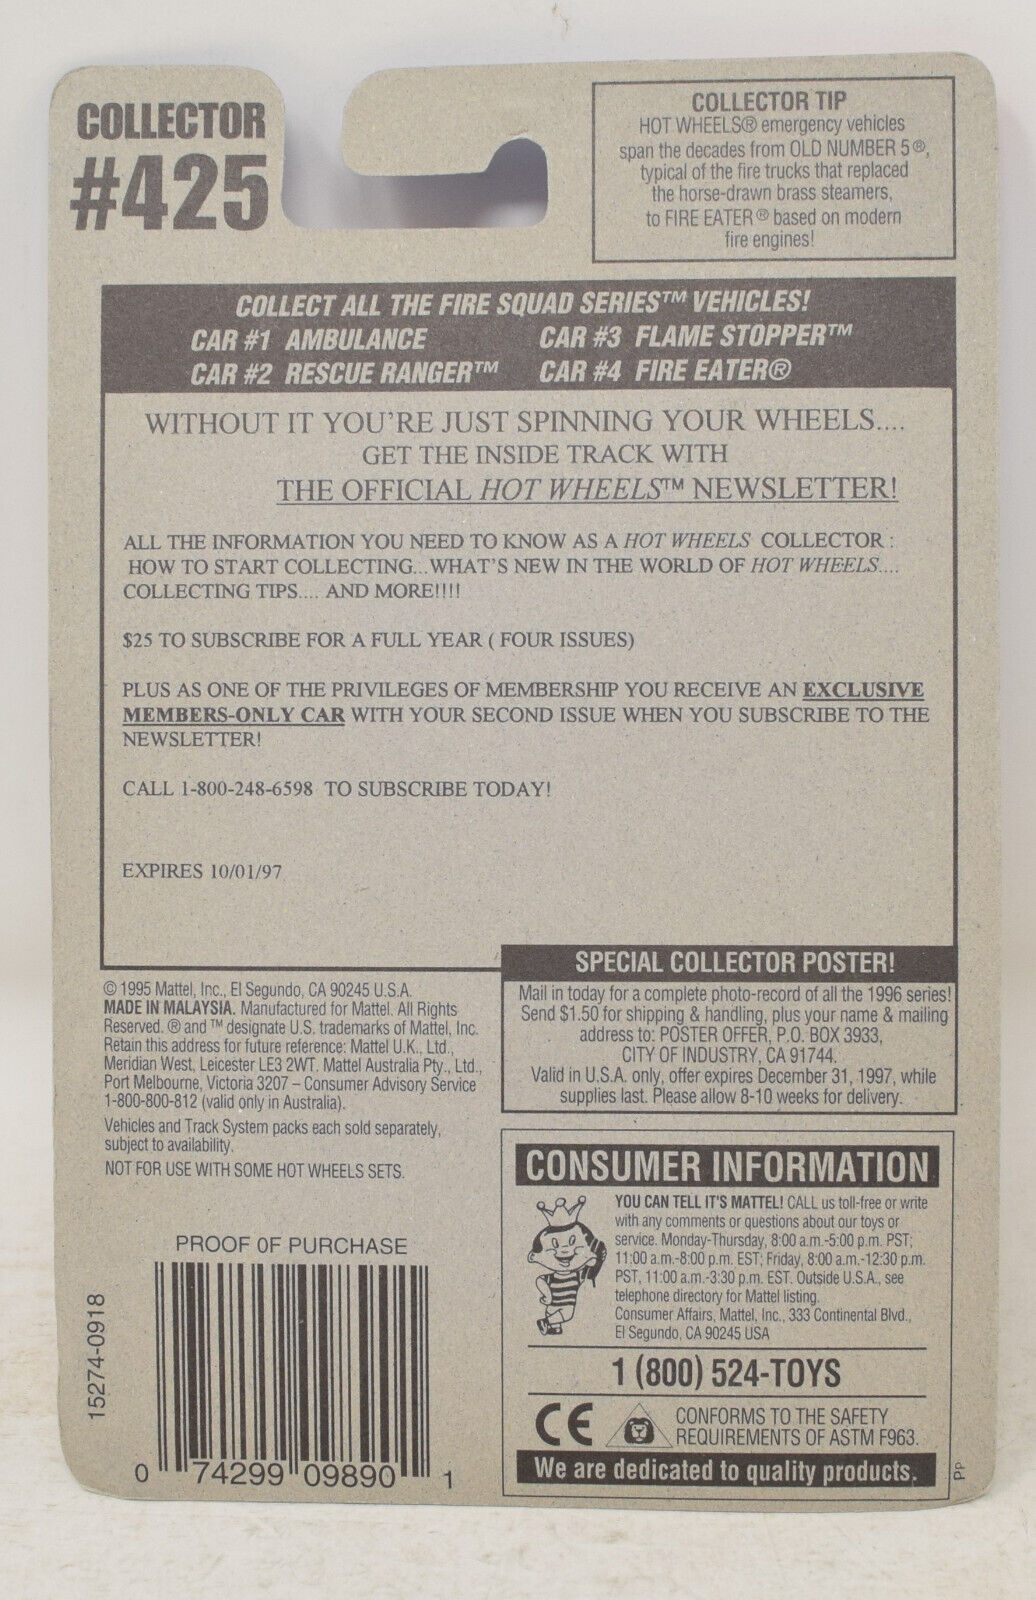 COLLECTOR
#425
COLLECTOR TIP
HOT WHEELS® emergency vehicles
span the decades from OLD NUMBER 5®,
typical of the fire trucks that replaced
the horse-drawn brass steamers,
to FIRE EATER® based on modern
fire engines!
COLLECT ALL THE FIRE SQUAD SERIES™ VEHICLES!
CAR #1 AMBULANCE CAR #3 FLAME STOPPER™
CAR #2 RESCUE RANGER™ CAR #4 FIRE EATER®
WITHOUT IT YOU'RE JUST SPINNING YOUR WHEELS....
GET THE INSIDE TRACK WITH
THE OFFICIAL HOT WHEELS™ NEWSLETTER!
ALL THE INFORMATION YOU NEED TO KNOW AS A HOT WHEELS COLLECTOR :
HOW TO START COLLECTING...WHAT'S NEW IN THE WORLD OF HOT WHEELS....
COLLECTING TIPS.... AND MORE!!!!
$25 TO SUBSCRIBE FOR A FULL YEAR ( FOUR ISSUES)
PLUS AS ONE OF THE PRIVILEGES OF MEMBERSHIP YOU RECEIVE AN EXCLUSIVE
MEMBERS-ONLY CAR WITH YOUR SECOND ISSUE WHEN YOU SUBSCRIBE TO THE
NEWSLETTER!
CALL 1-800-248-6598 TO SUBSCRIBE TODAY!
EXPIRES 10/01/97
© 1995 Mattel, Inc., El Segundo, CA 90245 U.S.A.
MADE IN MALAYSIA. Manufactured for Mattel. All Rights
Reserved. ® and ™ designate U.S. trademarks of Mattel, Inc.
Retain this address for future reference: Mattel U.K., Ltd.,
Meridian West, Leicester LE3 2WT. Mattel Australia Pty., Ltd.,
Port Melbourne, Victoria 3207 – Consumer Advisory Service
1-800-800-812 (valid only in Australia).
Vehicles and Track System packs each sold separately,
subject to availability.
NOT FOR USE WITH SOME HOT WHEELS SETS.
SPECIAL COLLECTOR POSTER!
Mail in today for a complete photo-record of all the 1996 series!
Send $1.50 for shipping & handling, plus your name & mailing
address to: POSTER OFFER, P.O. BOX 3933,
CITY OF INDUSTRY, CA 91744.
Valid in U.S.A. only, offer expires December 31, 1997, while
supplies last. Please allow 8-10 weeks for delivery.
CONSUMER INFORMATION
YOU CAN TELL IT'S MATTEL! CALL us toll-free or write
with any comments or questions about our toys or
service. Monday-Thursday, 8:00 a.m.-5:00 p.m. PST;
11:00 a.m.-8:00 p.m. EST; Friday, 8:00 a.m.-12:30 p.m.
PST, 11:00 a.m.-3:30 p.m. EST. Outside U.S.A., see
telephone directory for Mattel listing.
Consumer Affairs, Mattel, Inc., 333 Continental Blvd.,
El Segundo, CA 90245 USA
1 (800) 524-TOYS
CE CONFORMS TO THE SAFETY
REQUIREMENTS OF ASTM F963.
We are dedicated to quality products.
PP
PROOF OF PURCHASE
15274-0918
0 74299 09890 1